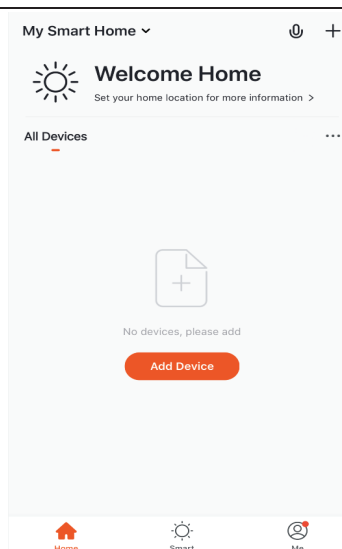 My Smart Home
Welcome Home
Set your home location for more information >
All Devices
No devices, please add
Add Device
Home
Smart
Me